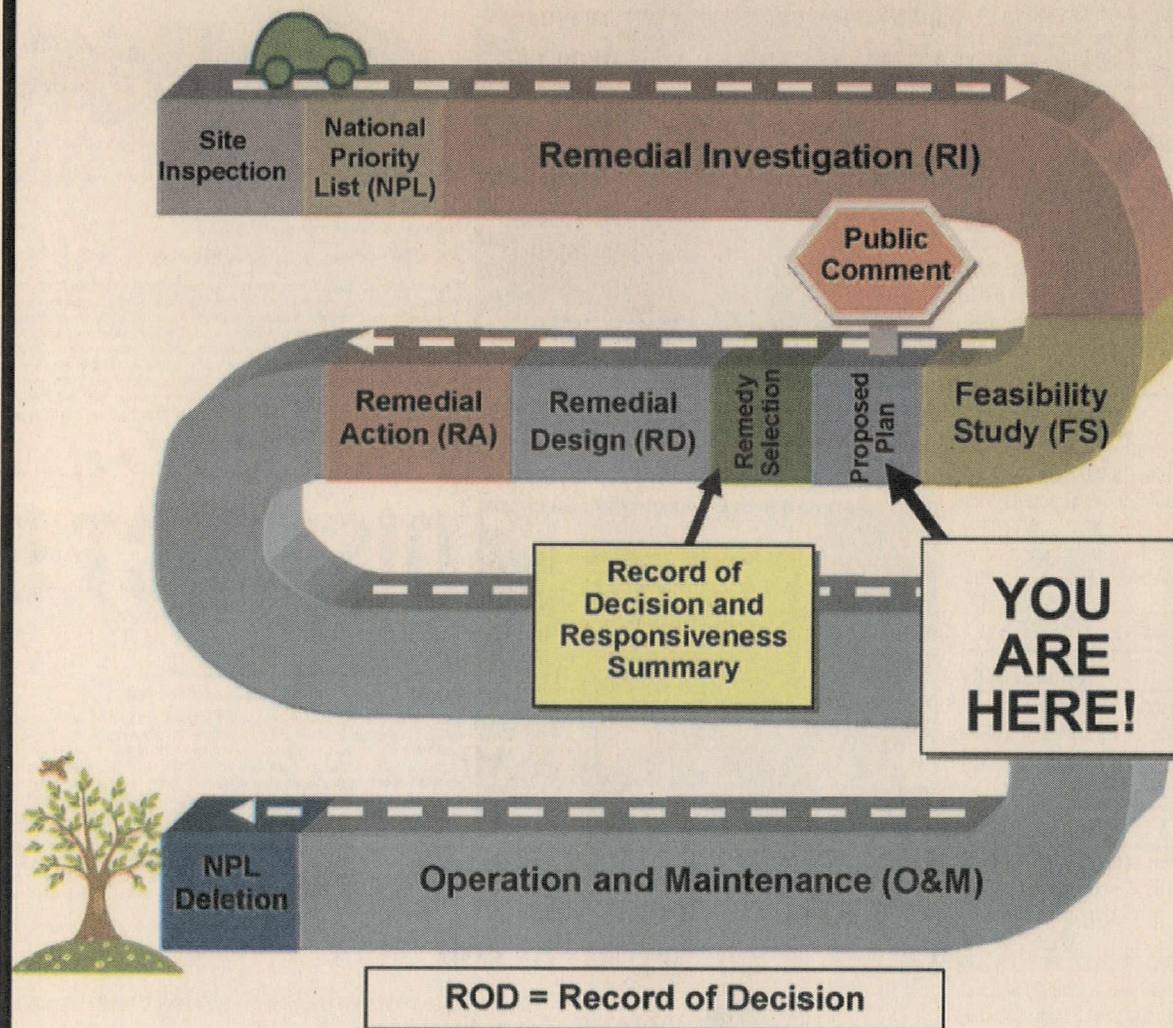 Site
Inspection
National
Priority
List (NPL)
Remedial Investigation (RI)
Public
Comment
Feasibility
Study (FS)
Proposed
Plan
Remedy
Selection
Remedial
Design (RD)
Remedial
Action (RA)
Record of
Decision and
Responsiveness
Summary
YOU
ARE
HERE!
Operation and Maintenance (O&M)
NPL
Deletion
ROD = Record of Decision